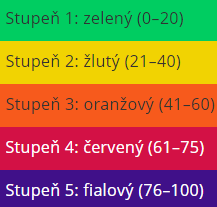 Stupeň 1: zelený (0–20)
Stupeň 2: žlutý (21–40)
Stupeň 3: oranžový (41–60)
Stupeň 4: červený (61–75)
Stupeň 5: fialový (76–100)